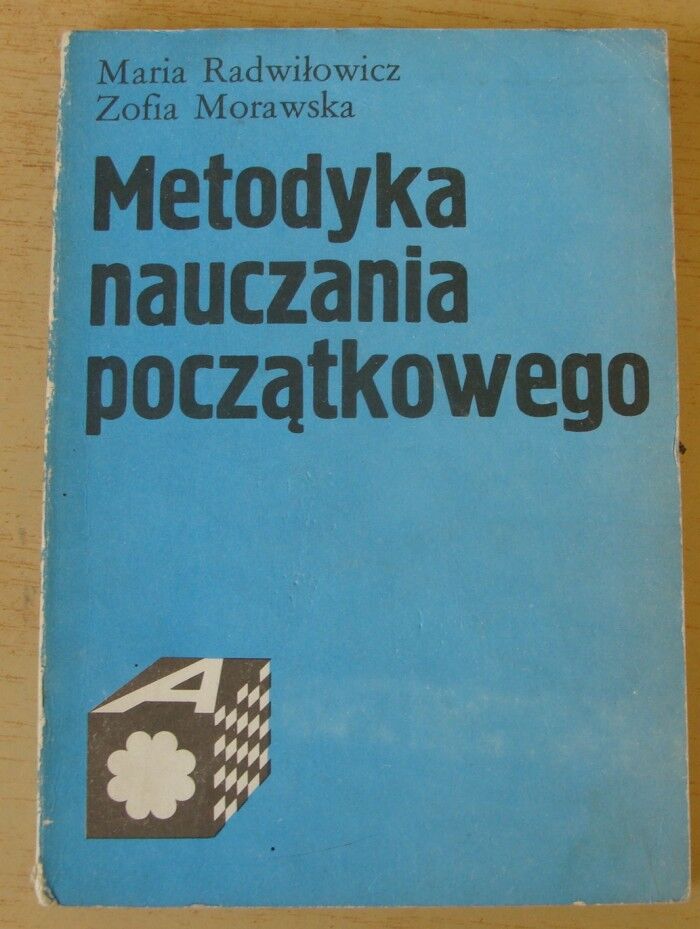 Maria Radwiłowicz
Zofia Morawska
Metodyka
nauczania
początkowego
A